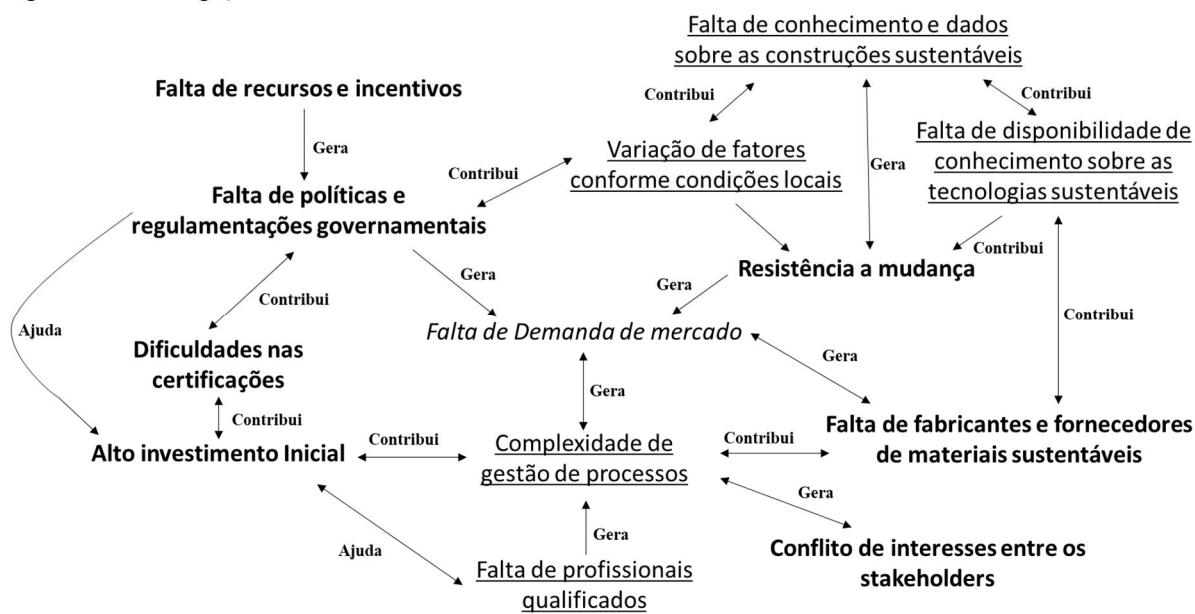 Falta de conhecimento e dados
sobre as construções sustentáveis
Falta de recursos e incentivos
Contribui
Contribui
Gera
Variação de fatores
conforme condições locais
Gera
Falta de disponibilidade de
conhecimento sobre as
tecnologias sustentáveis
Contribui
Falta de políticas e
regulamentações governamentais
Contribui
Resistência a mudança
Gera
Gera
Contribui
Contribui
Ajuda
Falta de Demanda de mercado
Dificuldades nas
certificações
Gera
Gera
Contribui
Contribui
Contribui
Falta de fabricantes e fornecedores
de materiais sustentáveis
Alto investimento Inicial
Complexidade de
gestão de processos
Gera
Gera
Ajuda
Conflito de interesses entre os
stakeholders
Falta de profissionais
qualificados